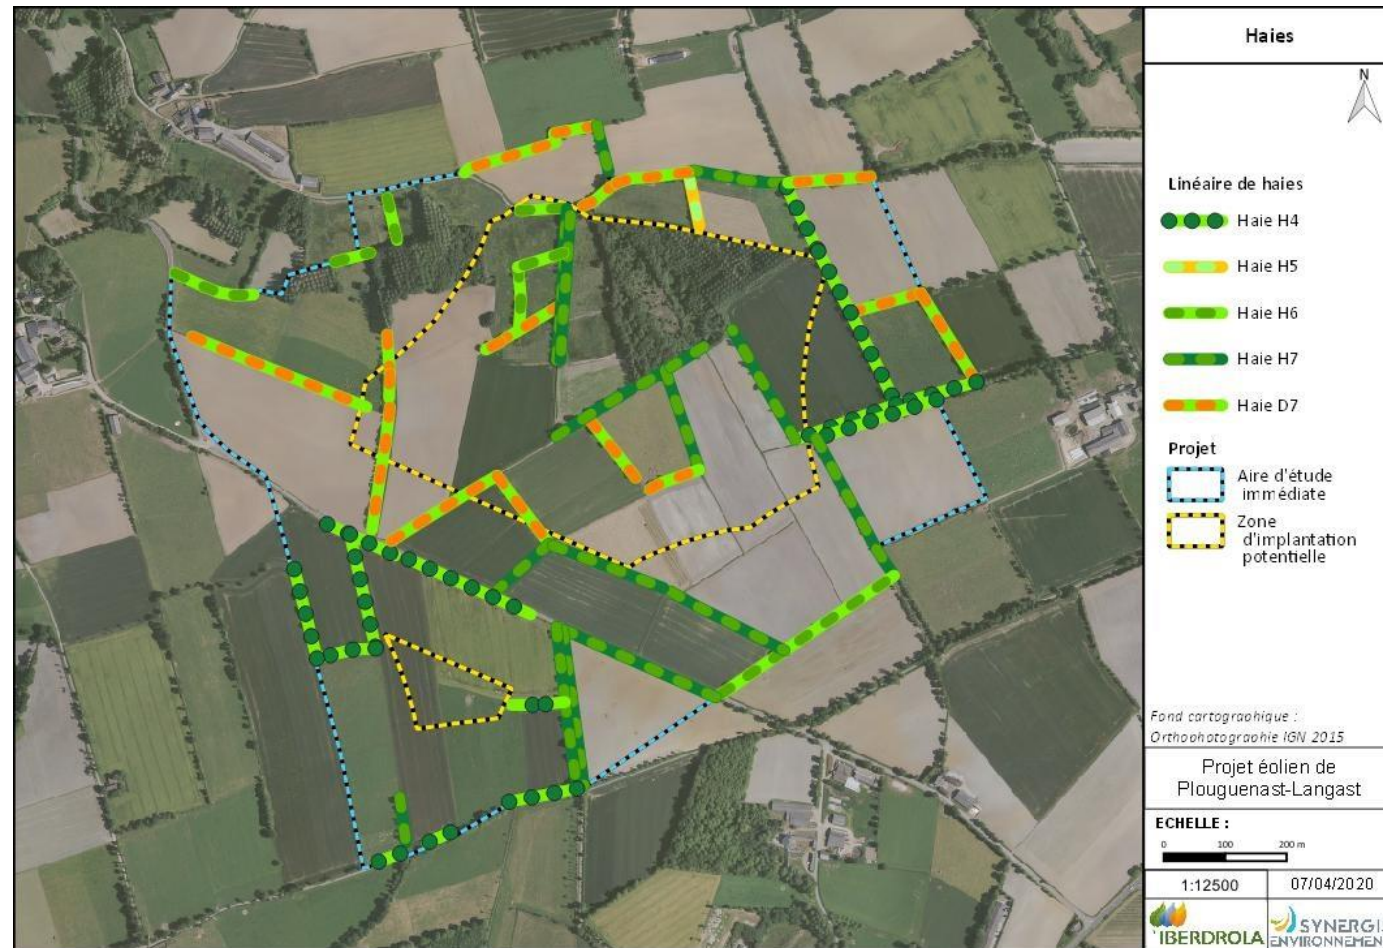 Haies
N
Linéaire de haies
Haie H4
Haie H5
Haie H6
Haie H7
Haie D7
Projet
Aire d'étude
immédiate
Zone
d'implantation
potentielle
Fond cartographique :
Orthophotographie IGN 2015
Projet éolien de
Plouguenast-Langast
ECHELLE :
0 100 200 m
1:12500
07/04/2020
IBERDROLA
SYNERGI
ENVIRONNEMEN